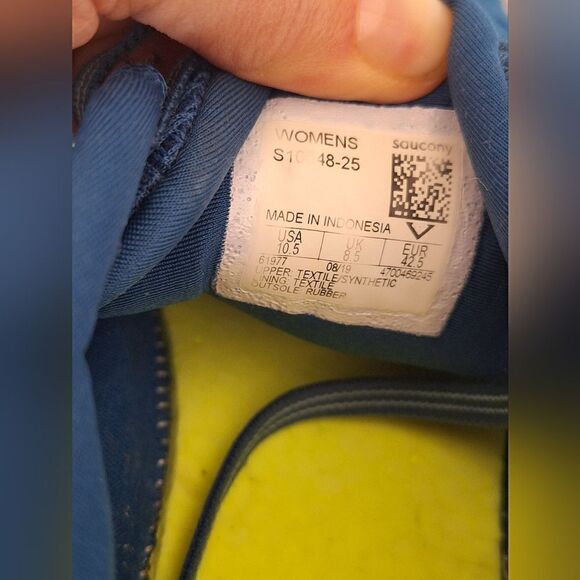 WOMENS saucony
MADE IN INDONESIA
USA UK EUR
10.5 8.5 42.5
61977 08/19 4700469245
UPPER TEXTILE/SYNTHETIC
LINING TEXTILE
OUTSOLE RUBBER